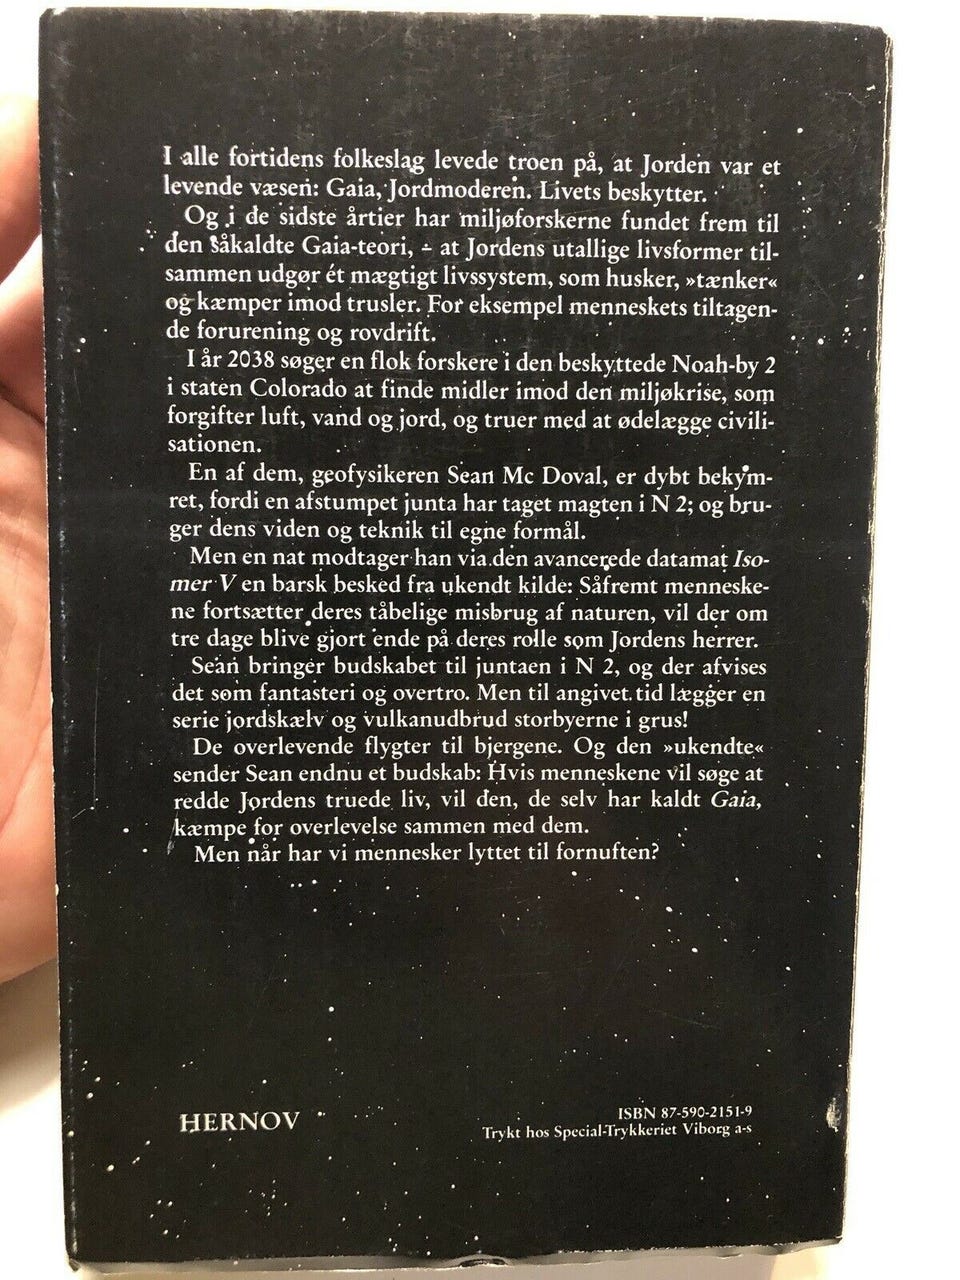 I alle fortidens folkeslag levede troen på, at Jorden var et
levende væsen: Gaia, Jordmoderen. Livets beskytter.
Og i de sidste årtier har miljøforskerne fundet frem til
den såkaldte Gaia-teori, – at Jordens utallige livsformer til-
sammen udgør ét mægtigt livssystem, som husker, »tænker«
og kæmper imod trusler. For eksempel menneskets tiltagen-
de forurening og rovdrift.
I år 2038 søger en flok forskere i den beskyttede Noah-by 2
i staten Colorado at finde midler imod den miljøkrise, som
forgifter luft, vand og jord, og truer med at ødelægge civili-
sationen.
En af dem, geofysikeren Sean Mc Doval, er dybt bekym-
ret, fordi en afstumpet junta har taget magten i N 2; og bru-
ger dens viden og teknik til egne formål.
Men en nat modtager han via den avancerede datamat Iso-
mer V en barsk besked fra ukendt kilde: Såfremt menneske-
ne fortsætter deres tåbelige misbrug af naturen, vil der om
tre dage blive gjort ende på deres rolle som Jordens herrer.
Sean bringer budskabet til juntaen i N 2, og der afvises
det som fantasteri og overtro. Men til angivet tid lægger en
serie jordskælv og vulkanudbrud storbyerne i grus!
De overlevende flygter til bjergene. Og den »ukendte«
sender Sean endnu et budskab: Hvis menneskene vil søge at
redde Jordens truede liv, vil den, de selv har kaldt Gaia,
kæmpe for overlevelse sammen med dem.
Men når har vi mennesker lyttet til fornuften?
HERNOV
ISBN 87-590-2151-9
Trykt hos Special-Trykkeriet Viborg a-s